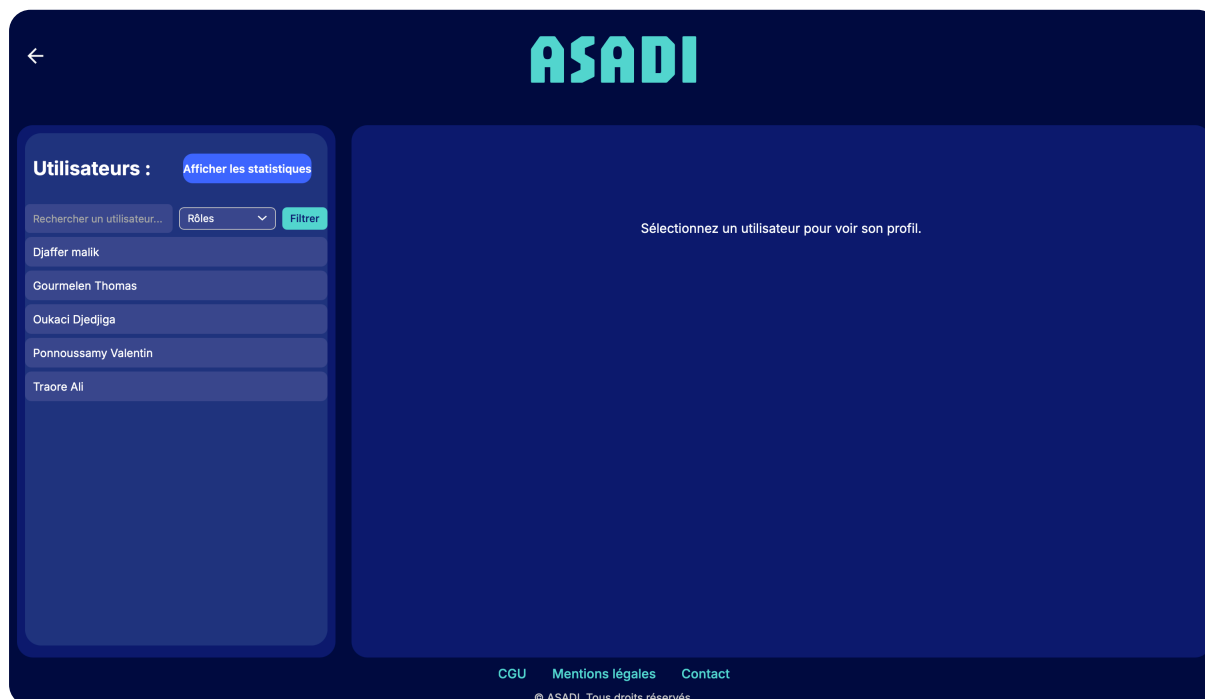 ASADI
Utilisateurs :
Afficher les statistiques
Rechercher un utilisateur...
Rôles
Filtrer
Djaffer malik
Gourmelen Thomas
Oukaci Djedjiga
Ponnoussamy Valentin
Traore Ali
Sélectionnez un utilisateur pour voir son profil.
CGU Mentions légales Contact
© ASADI. Tous droits réservés.